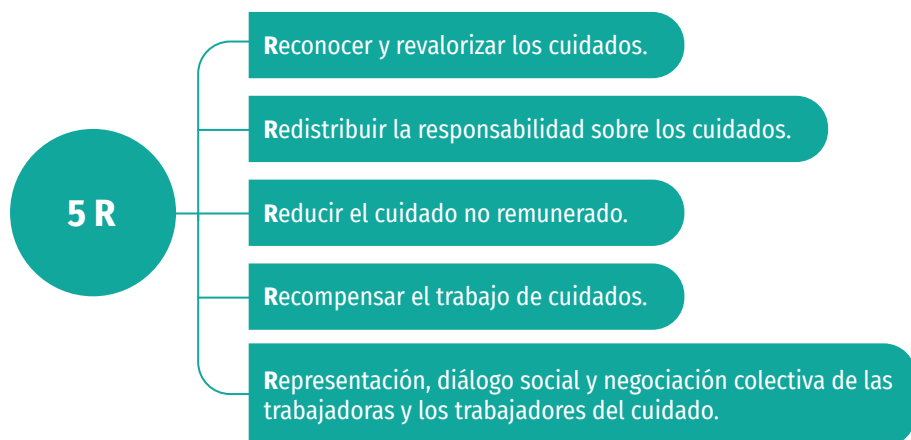 5 R
Reconocer y revalorizar los cuidados.
Redistribuir la responsabilidad sobre los cuidados.
Reducir el cuidado no remunerado.
Recompensar el trabajo de cuidados.
Representación, diálogo social y negociación colectiva de las
trabajadoras y los trabajadores del cuidado.